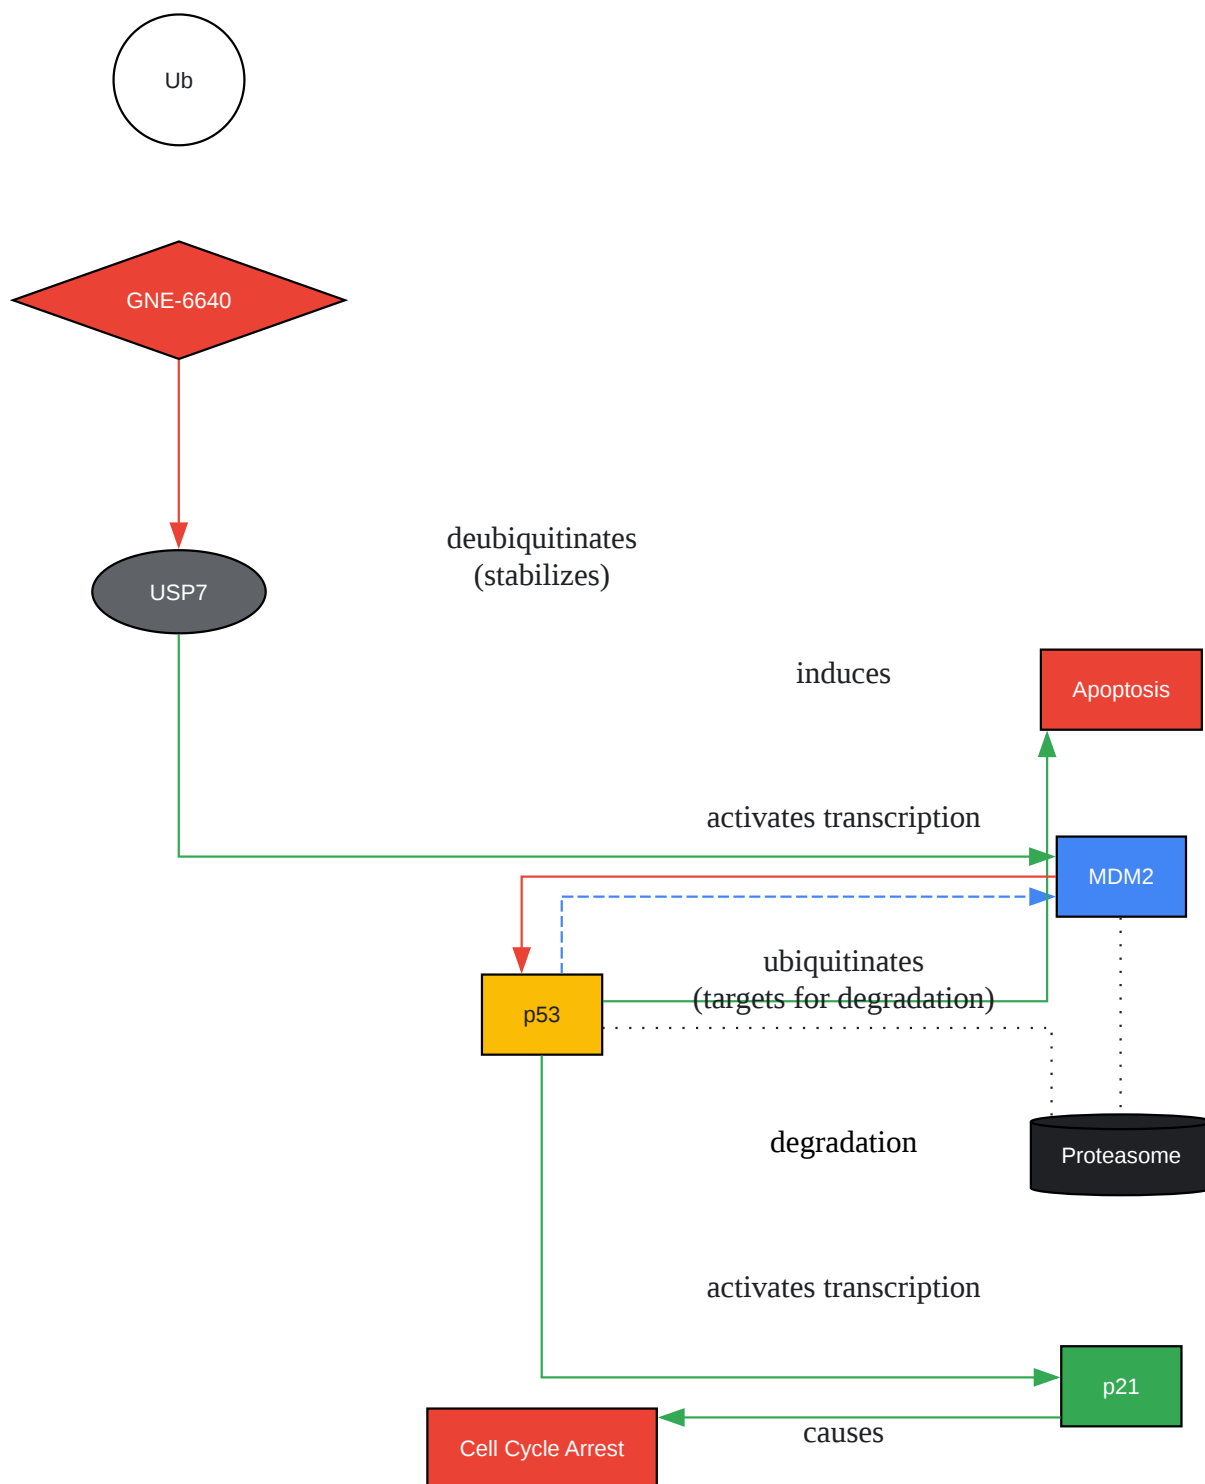 Ub
GNE-6640
deubiquitinates
(stabilizes)
USP7
induces
Apoptosis
activates transcription
MDM2
ubiquitinates
(targets for degradation)
p53
degradation
Proteasome
activates transcription
p21
causes
Cell Cycle Arrest